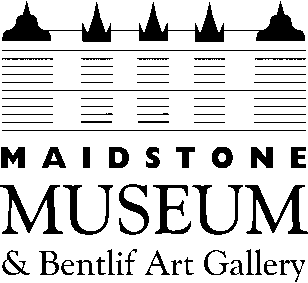 MAIDSTONE
MUSEUM
& Bentlif Art Gallery